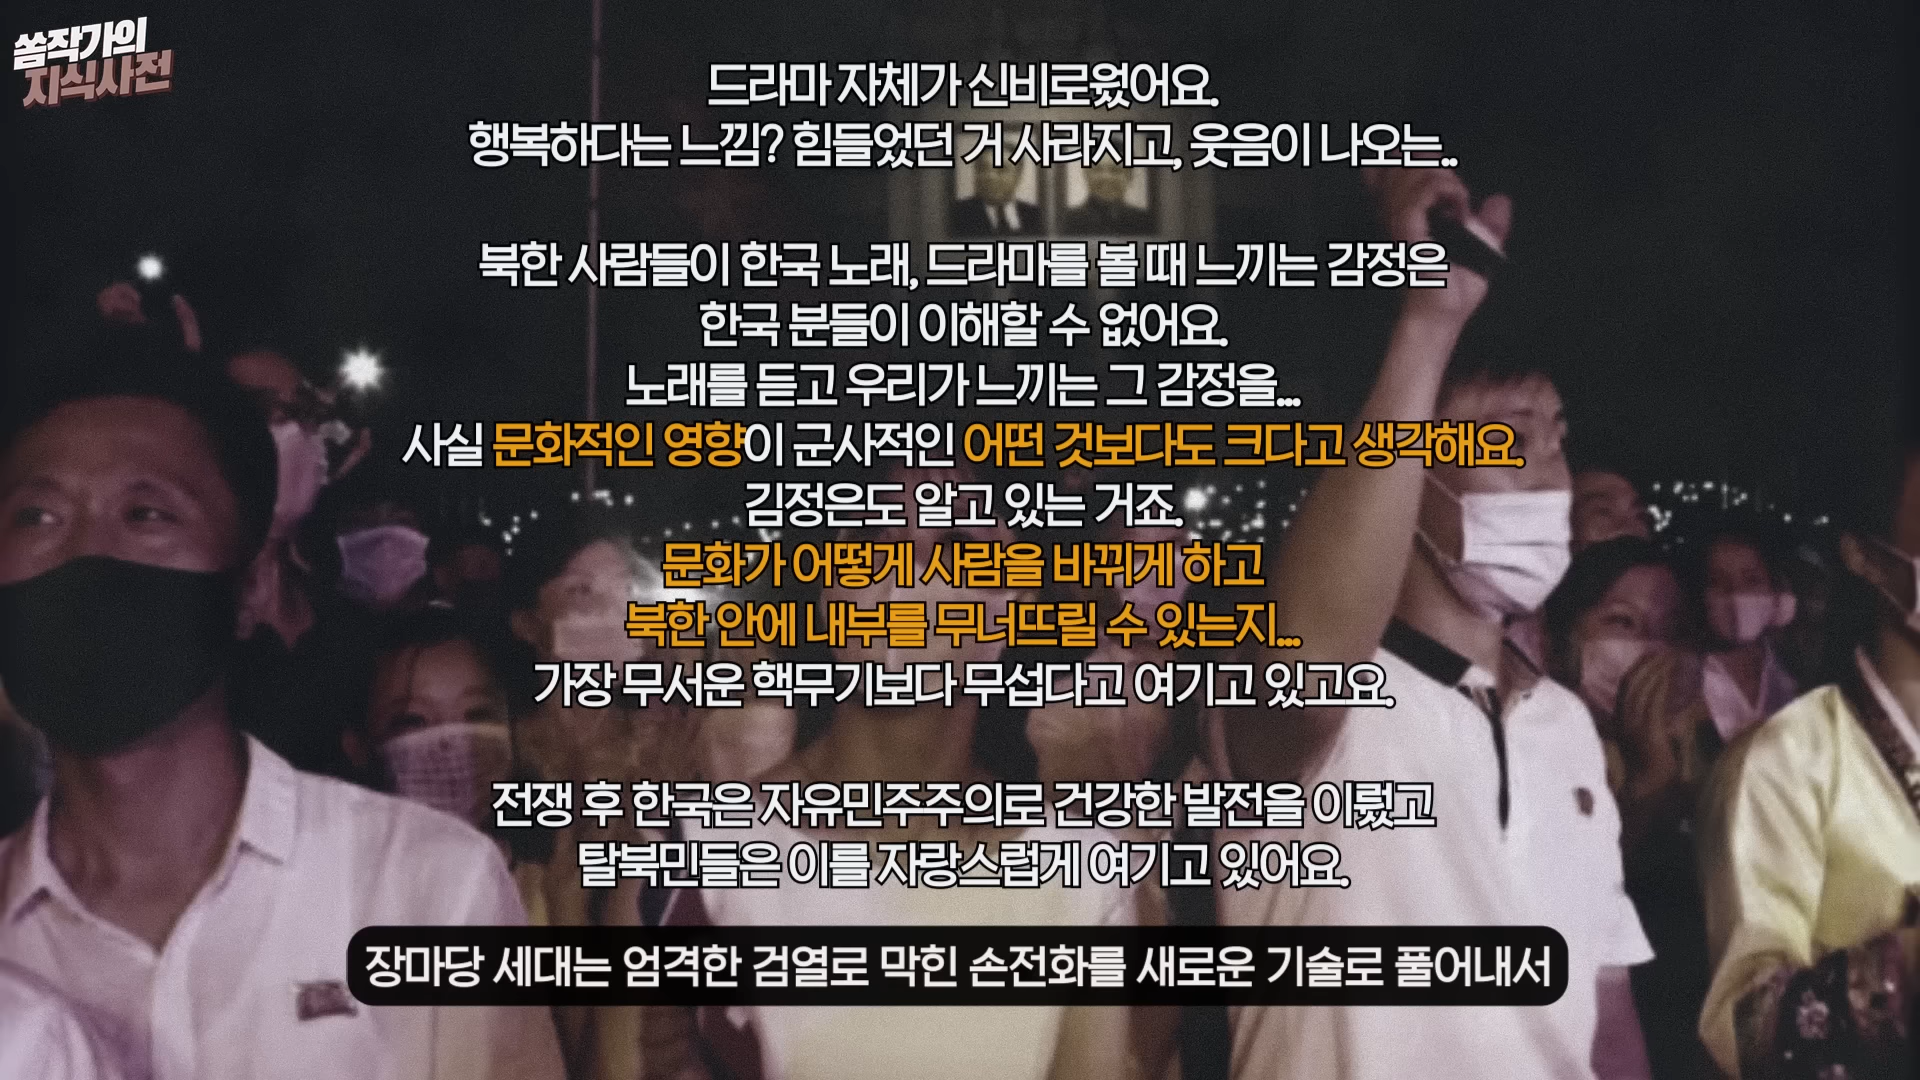 쏨작가의
지식사전
드라마 자체가 신비로웠어요.
행복하다는 느낌? 힘들었던 거 사라지고, 웃음이 나오는..
북한 사람들이 한국 노래, 드라마를 볼 때 느끼는 감정은
한국 분들이 이해할 수 없어요.
노래를 듣고 우리가 느끼는 그 감정을...
사실 문화적인 영향이 군사적인 어떤 것보다도 크다고 생각해요.
김정은도 알고 있는 거죠.
문화가 어떻게 사람을 바뀌게 하고
북한 안에 내부를 무너뜨릴 수 있는지...
가장 무서운 핵무기보다 무섭다고 여기고 있고요.
전쟁 후 한국은 자유민주주의로 건강한 발전을 이뤘고
탈북민들은 이를 자랑스럽게 여기고 있어요.
장마당 세대는 엄격한 검열로 막힌 손전화를 새로운 기술로 풀어내서